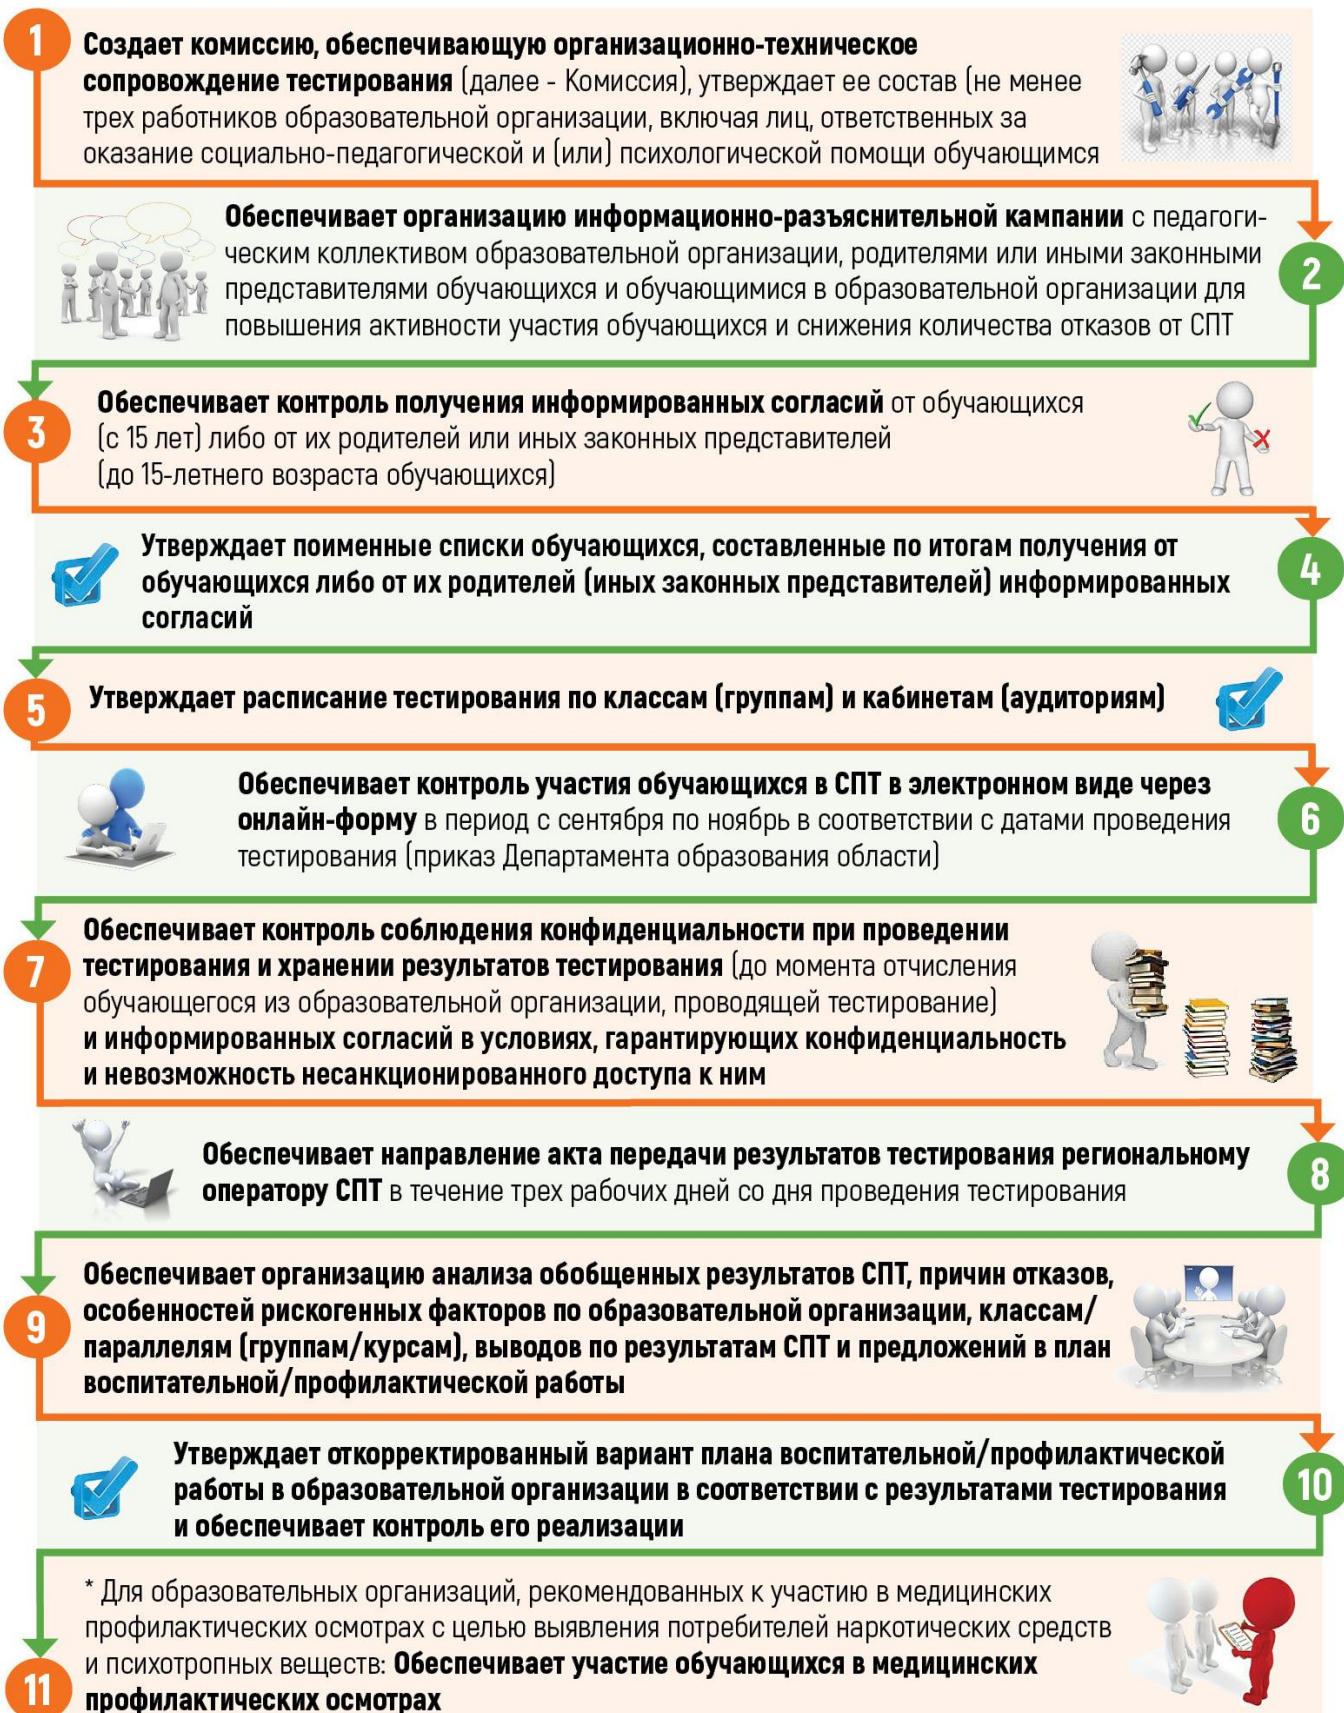 1
Создает комиссию, обеспечивающую организационно-техническое
сопровождение тестирования (далее - Комиссия), утверждает ее состав (не менее
трех работников образовательной организации, включая лиц, ответственных за
оказание социально-педагогической и (или) психологической помощи обучающимся
2
Обеспечивает организацию информационно-разъяснительной кампании с педагоги-
ческим коллективом образовательной организации, родителями или иными законными
представителями обучающихся и обучающимися в образовательной организации для
повышения активности участия обучающихся и снижения количества отказов от СПТ
3
Обеспечивает контроль получения информированных согласий от обучающихся
(с 15 лет) либо от их родителей или иных законных представителей
(до 15-летнего возраста обучающихся)
4
Утверждает поименные списки обучающихся, составленные по итогам получения от
обучающихся либо от их родителей (иных законных представителей) информированных
согласий
5
Утверждает расписание тестирования по классам (группам) и кабинетам (аудиториям)
6
Обеспечивает контроль участия обучающихся в СПТ в электронном виде через
онлайн-форму в период с сентября по ноябрь в соответствии с датами проведения
тестирования (приказ Департамента образования области)
7
Обеспечивает контроль соблюдения конфиденциальности при проведении
тестирования и хранении результатов тестирования (до момента отчисления
обучающегося из образовательной организации, проводящей тестирование)
и информированных согласий в условиях, гарантирующих конфиденциальность
и невозможность несанкционированного доступа к ним
8
Обеспечивает направление акта передачи результатов тестирования региональному
оператору СПТ в течение трех рабочих дней со дня проведения тестирования
9
Обеспечивает организацию анализа обобщенных результатов СПТ, причин отказов,
особенностей рискогенных факторов по образовательной организации, классам/
параллелям (группам/курсам), выводов по результатам СПТ и предложений в план
воспитательной/профилактической работы
10
Утверждает откорректированный вариант плана воспитательной/профилактической
работы в образовательной организации в соответствии с результатами тестирования
и обеспечивает контроль его реализации
11
* Для образовательных организаций, рекомендованных к участию в медицинских
профилактических осмотрах с целью выявления потребителей наркотических средств
и психотропных веществ: Обеспечивает участие обучающихся в медицинских
профилактических осмотрах